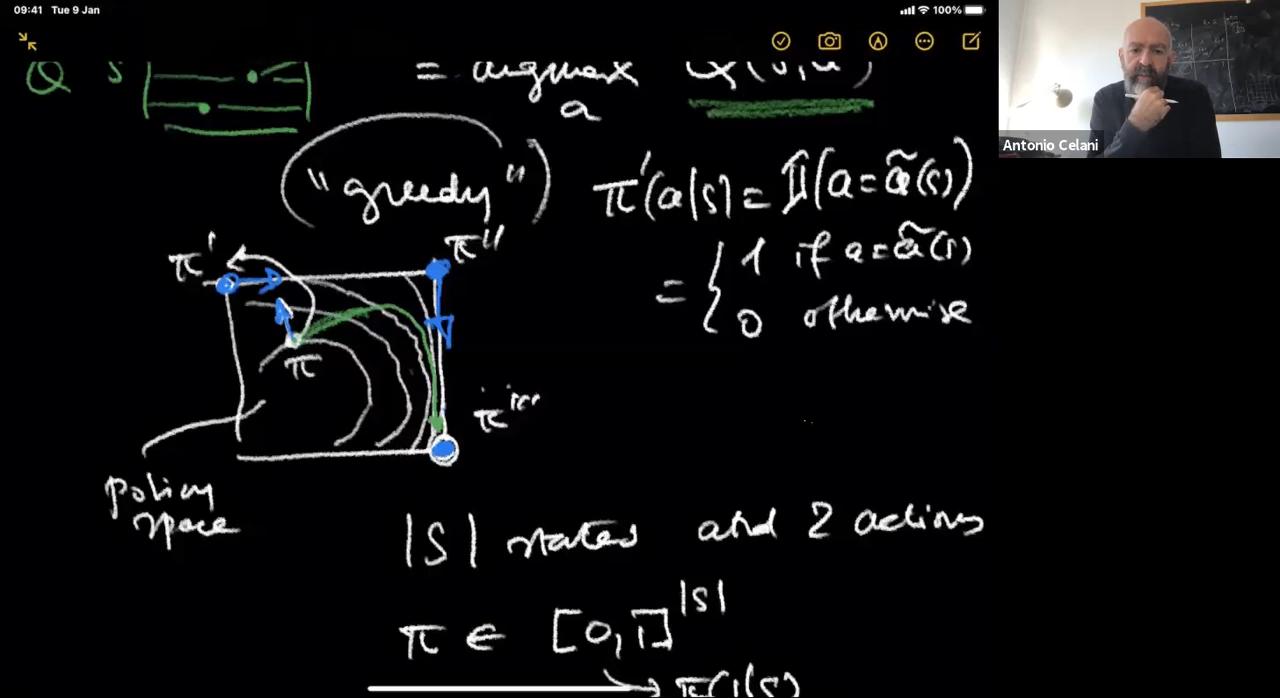 09:41 Tue 9 Jan
100%
Antonio Celani
Q s
= argmax Q(s,a)
a
("greedy")
π'(a|s) = 𝕀(a = ã(s))
= { 1 if a = ã(s)
0 otherwise
π'
π''
π
π'''
policy
space
|S| states and 2 actions
π ∈ [0,1]^|S|
→ π(1|s)